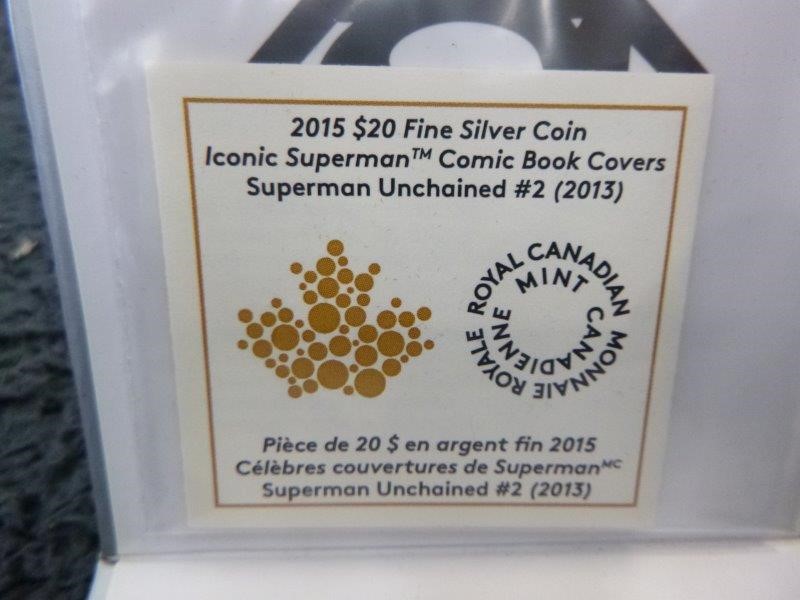 2015 $20 Fine Silver Coin
Iconic Superman™ Comic Book Covers
Superman Unchained #2 (2013)
ROYAL CANADIAN
MINT
MONNAIE ROYALE
CANADIENNE
Pièce de 20 $ en argent fin 2015
Célèbres couvertures de Superman MC
Superman Unchained #2 (2013)